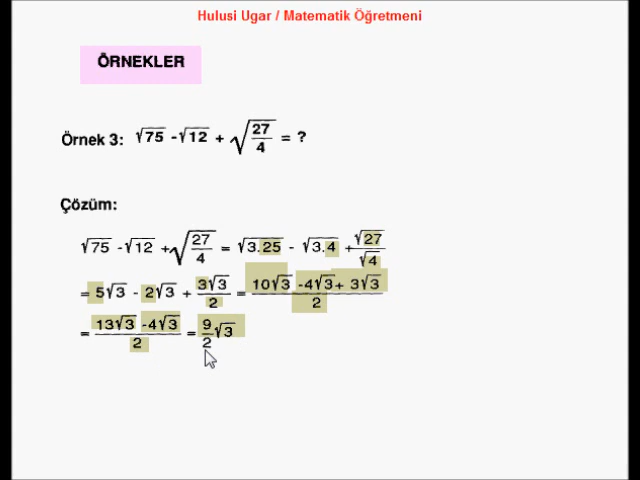 Hulusi Ugar / Matematik Öğretmeni
ÖRNEKLER
Örnek 3: √75 -√12 + √(27/4) = ?
Çözüm:
√75 -√12 +√(27/4) = √3.25 - √3.4 +√27/√4
= 5√3 - 2√3 + 3√3/2 = (10√3 -4√3+ 3√3)/2
= (13√3 -4√3)/2 = 9/2√3